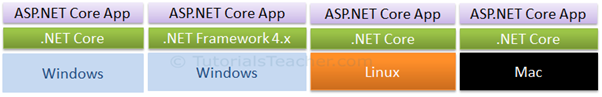 ASP.NET Core App ASP.NET Core App ASP.NET Core App ASP.NET Core App
.NET Core .NET Framework 4.x .NET Core .NET Core
© TutorialsTeacher.com
Windows Windows Linux Mac